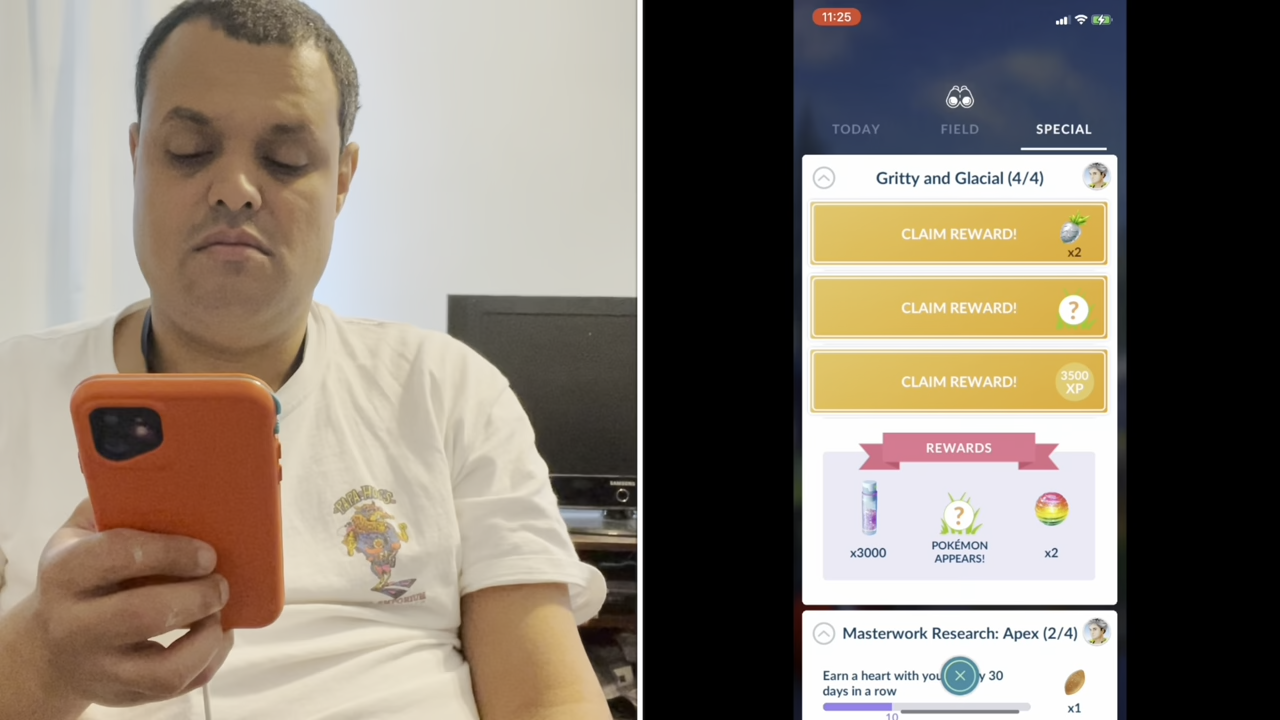 11:25
TODAY
FIELD
SPECIAL
Gritty and Glacial (4/4)
CLAIM REWARD!
x2
CLAIM REWARD!
?
CLAIM REWARD!
3500
XP
REWARDS
x3000
?
POKÉMON
APPEARS!
x2
Masterwork Research: Apex (2/4)
Earn a heart with you y 30
days in a row
x1
10
SAMSUNG